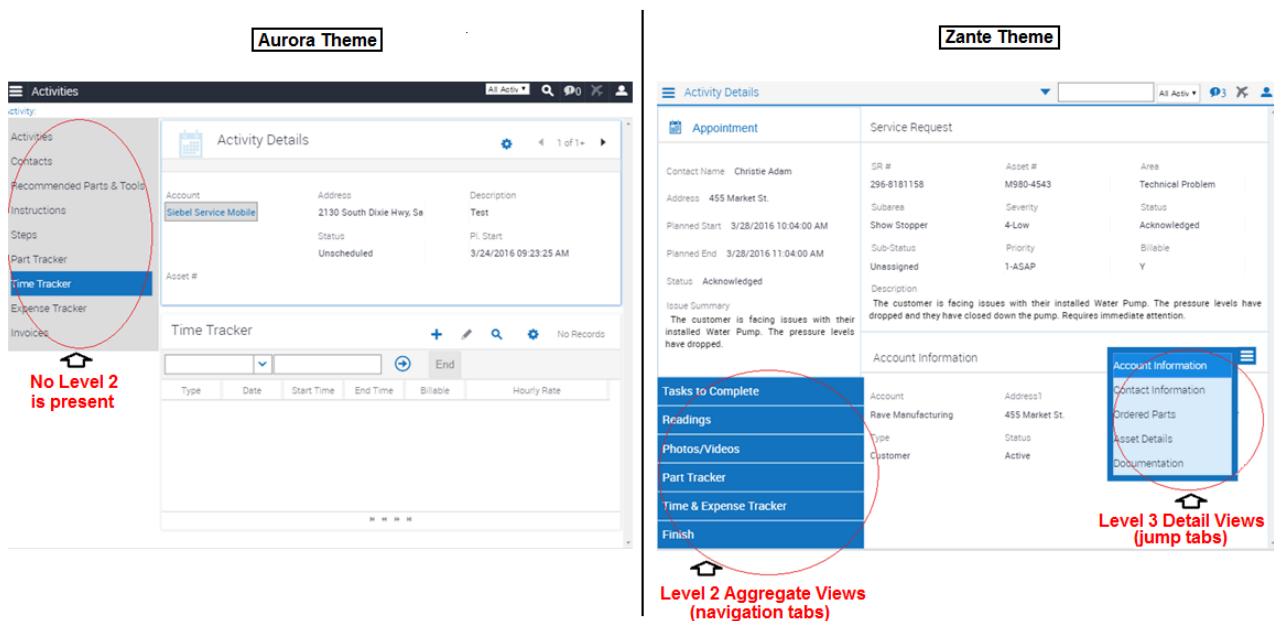 Aurora Theme
Activities
All Activ
0
Activity:
Activities
Contacts
Recommended Parts & Tools
Instructions
Steps
Part Tracker
Time Tracker
Expense Tracker
Invoices
No Level 2
is present
Activity Details
1 of 1+
Account
Address
Description
Siebel Service Mobile
2130 South Dixie Hwy, Sa
Test
Status
Pl. Start
Unscheduled
3/24/2016 09:23:25 AM
Asset #
Time Tracker
No Records
End
Type
Date
Start Time
End Time
Billable
Hourly Rate
Zante Theme
Activity Details
All Activ
3
Appointment
Contact Name Christie Adam
Address 455 Market St.
Planned Start 3/28/2016 10:04:00 AM
Planned End 3/28/2016 11:04:00 AM
Status Acknowledged
Issue Summary
The customer is facing issues with their
installed Water Pump. The pressure levels
have dropped.
Tasks to Complete
Readings
Photos/Videos
Part Tracker
Time & Expense Tracker
Finish
Level 2 Aggregate Views
(navigation tabs)
Service Request
SR #
Asset #
Area
296-8181158
M980-4543
Technical Problem
Subarea
Severity
Status
Show Stopper
4-Low
Acknowledged
Sub-Status
Priority
Billable
Unassigned
1-ASAP
Y
Description
The customer is facing issues with their installed Water Pump. The pressure levels have
dropped and they have closed down the pump. Requires immediate attention.
Account Information
Account
Address1
Rave Manufacturing
455 Market St.
Type
Status
Customer
Active
Account Information
Contact Information
Ordered Parts
Asset Details
Documentation
Level 3 Detail Views
(jump tabs)